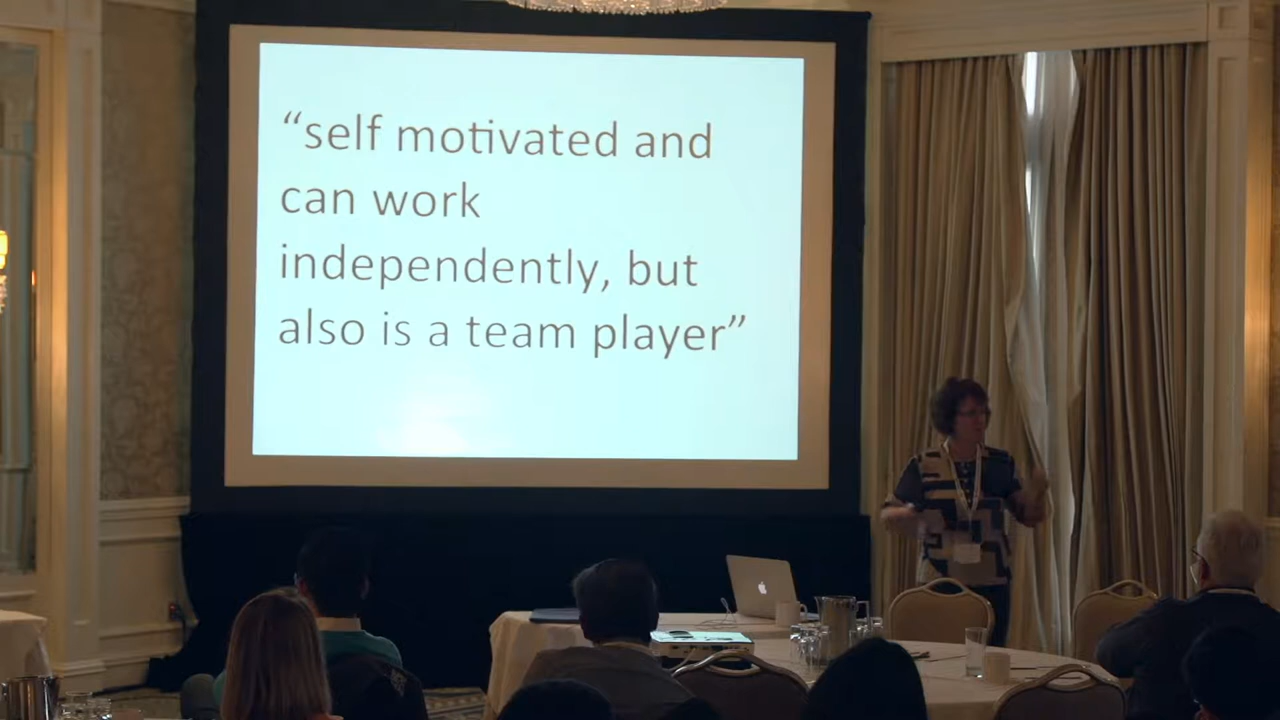 “self motivated and
can work
independently, but
also is a team player”